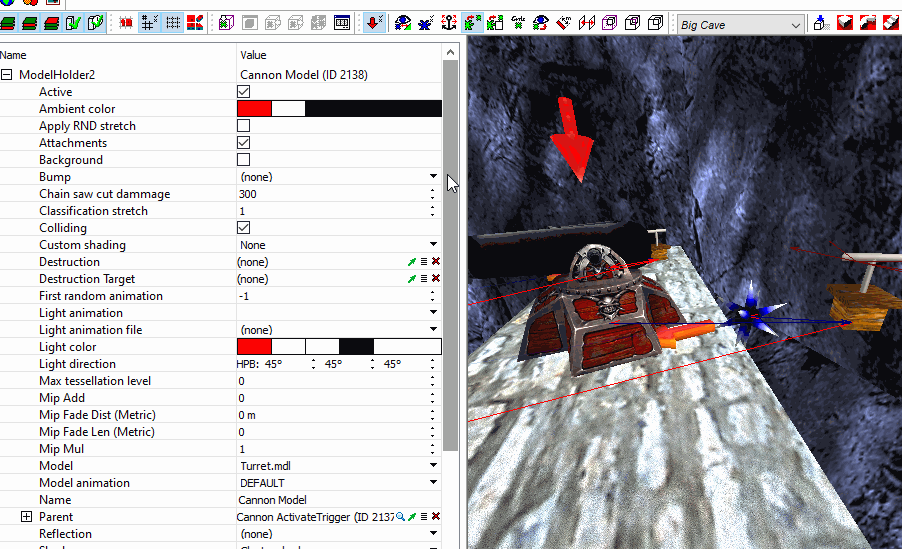 Big Cave
Name Value
ModelHolder2 Cannon Model (ID 2138)
Active
Ambient color
Apply RND stretch
Attachments
Background
Bump (none)
Chain saw cut dammage 300
Classification stretch 1
Colliding
Custom shading None
Destruction (none)
Destruction Target (none)
First random animation -1
Light animation
Light animation file (none)
Light color
Light direction HPB: 45° 45° 45°
Max tessellation level 0
Mip Add 0
Mip Fade Dist (Metric) 0 m
Mip Fade Len (Metric) 0
Mip Mul 1
Model Turret.mdl
Model animation DEFAULT
Name Cannon Model
Parent Cannon ActivateTrigger (ID 2137
Reflection (none)